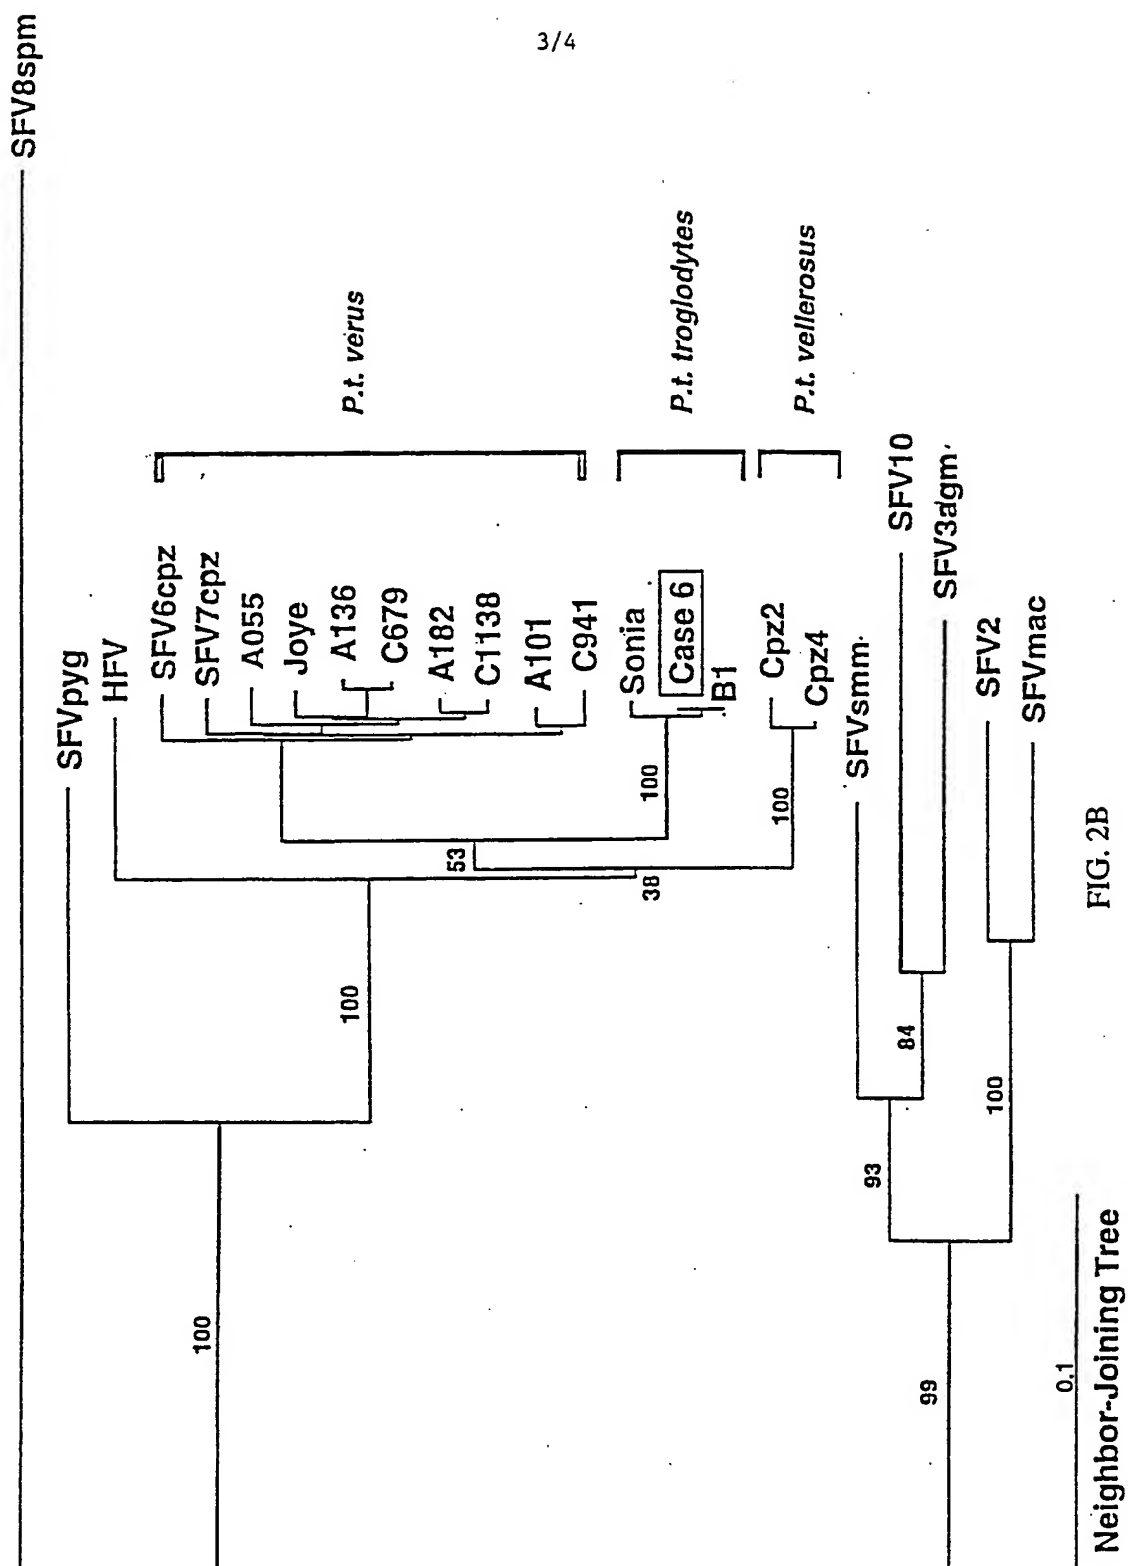 3/4
SFV8spm
SFVpyg
HFV
SFV6cpz
SFV7cpz
A055
Joye
A136
C679
A182
C1138
A101
C941
Sonia
Case 6
B1
Cpz2
Cpz4
SFVsmm
SFV10
SFV3agm
SFV2
SFVmac
P.t. verus
P.t. troglodytes
P.t. vellerosus
100
100
53
38
100
100
99
93
84
100
0.1
Neighbor-Joining Tree
FIG. 2B